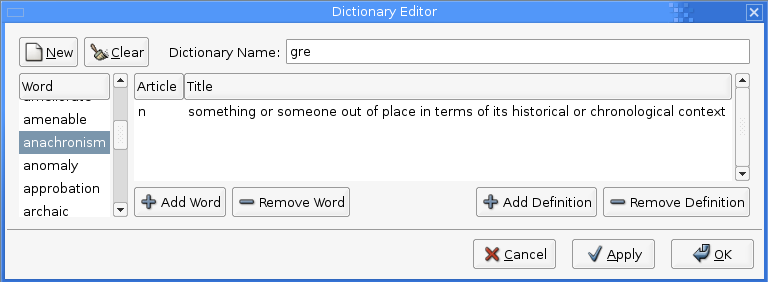 Dictionary Editor
New Clear Dictionary Name: gre
Word Article Title
ameliorate
amenable
anachronism
anomaly
approbation
archaic
n something or someone out of place in terms of its historical or chronological context
Add Word Remove Word Add Definition Remove Definition
Cancel Apply OK